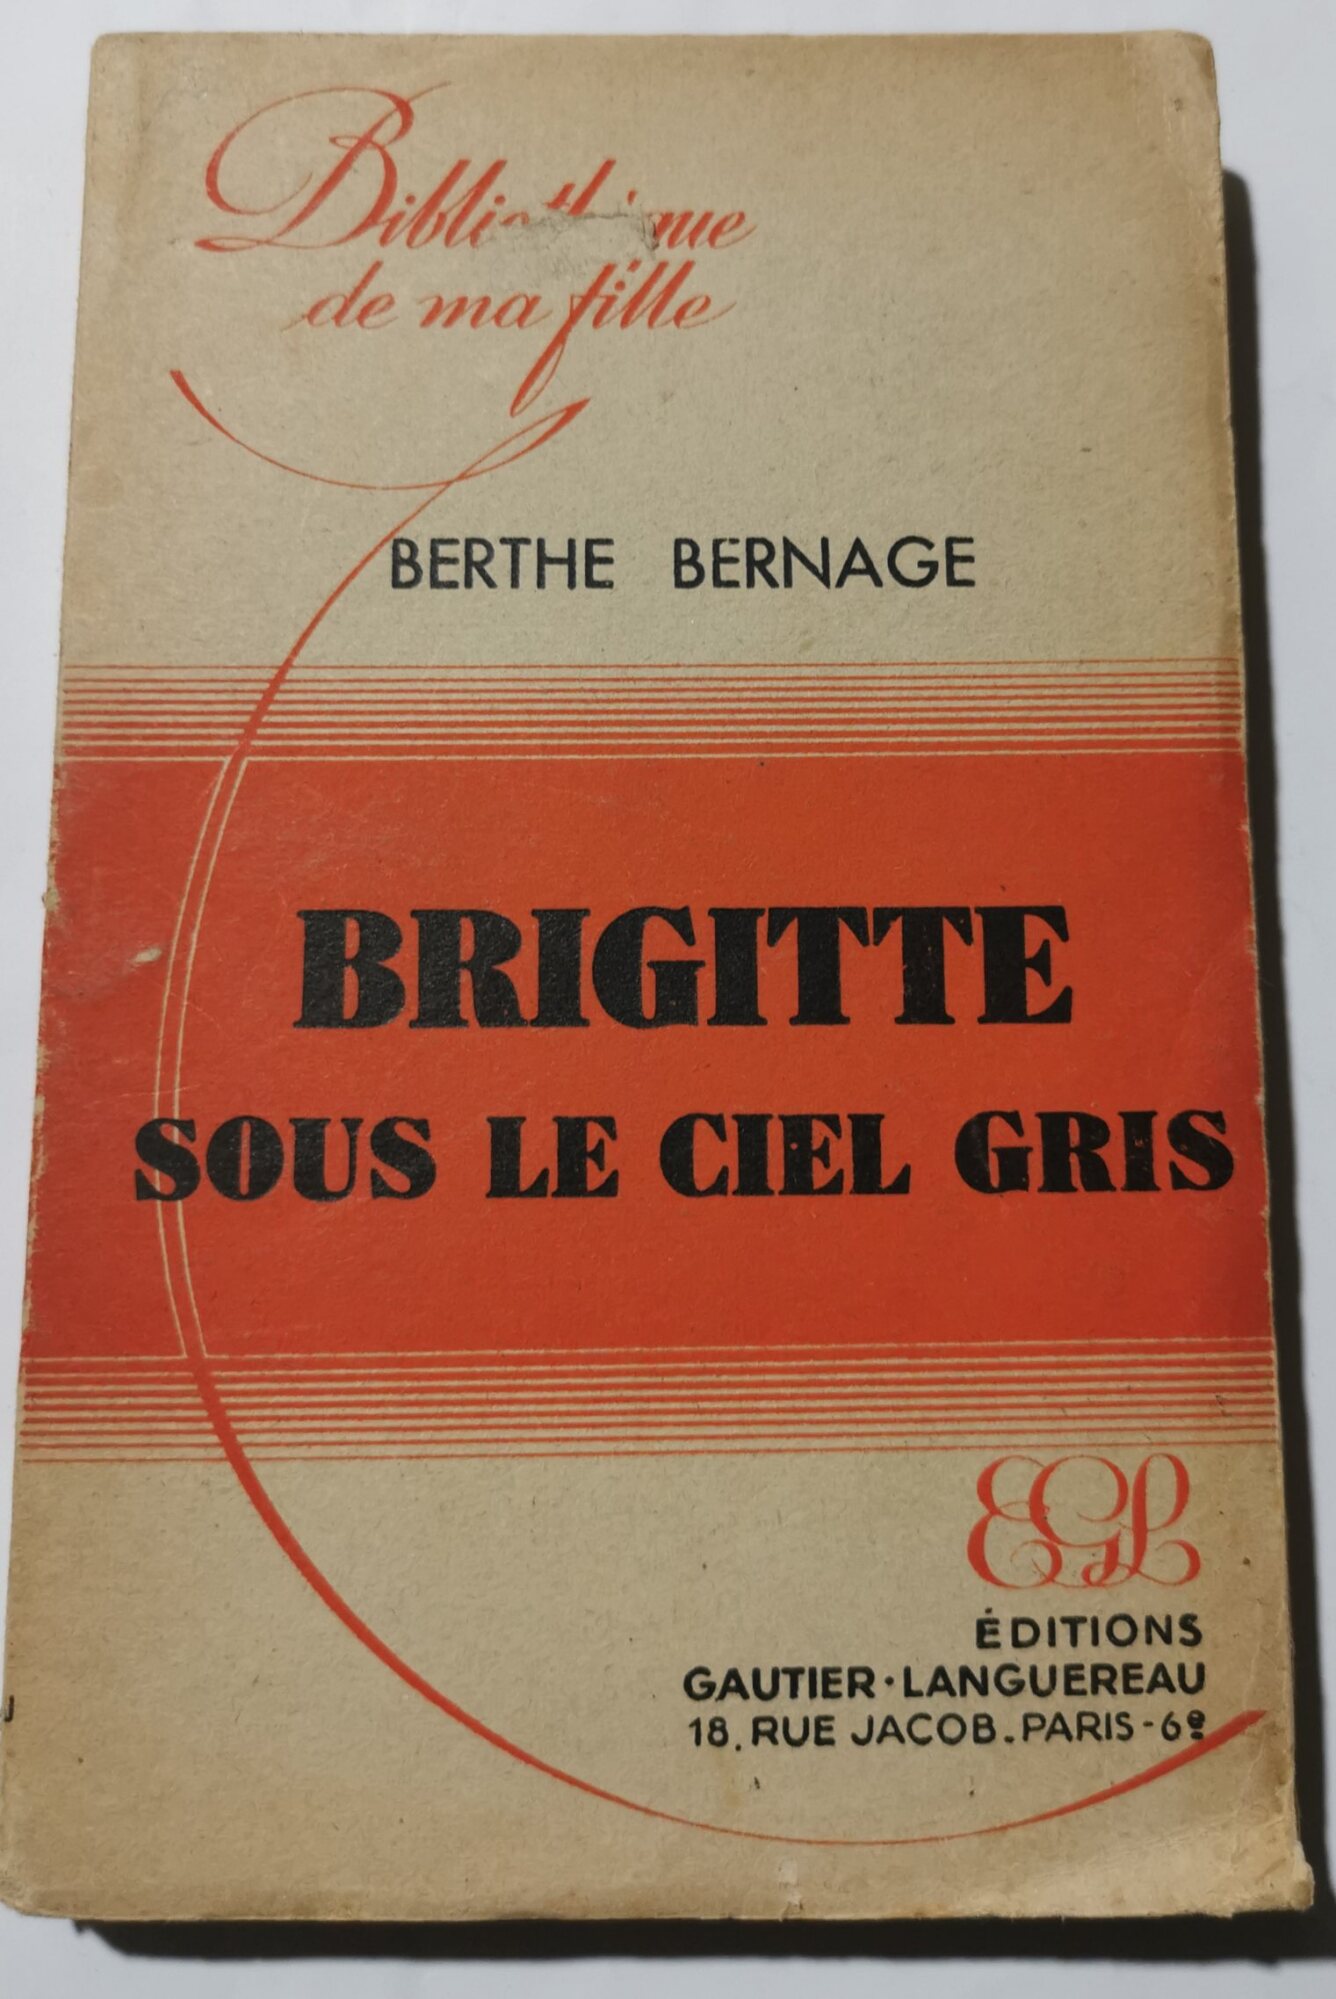 Bibliothèque
de ma fille
BERTHE BERNAGE
BRIGITTE
SOUS LE CIEL GRIS
EGL
ÉDITIONS
GAUTIER·LANGUEREAU
18, RUE JACOB-PARIS-6e